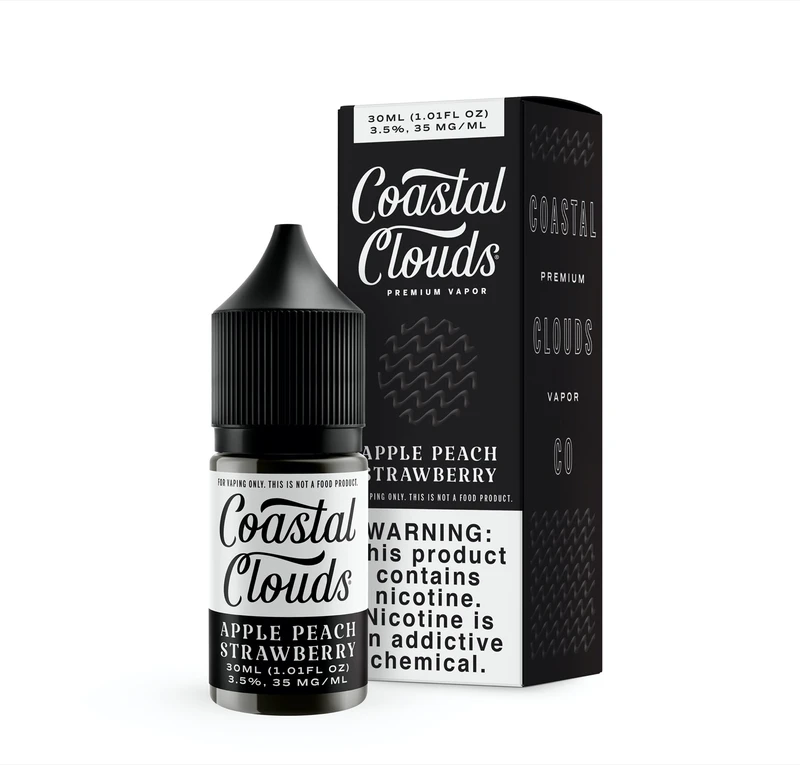 30ML (1.01FL OZ)
3.5%, 35 MG/ML
Coastal
Clouds®
PREMIUM VAPOR
APPLE PEACH
STRAWBERRY
PING ONLY. THIS IS NOT A FOOD PRODUCT.
WARNING:
his product
contains
nicotine.
Nicotine is
n addictive
chemical.
COASTAL
PREMIUM
CLOUDS
VAPOR
CO
FOR VAPING ONLY. THIS IS NOT A FOOD PRODUCT.
Coastal
Clouds®
APPLE PEACH
STRAWBERRY
30ML (1.01FL OZ)
3.5%, 35 MG/ML